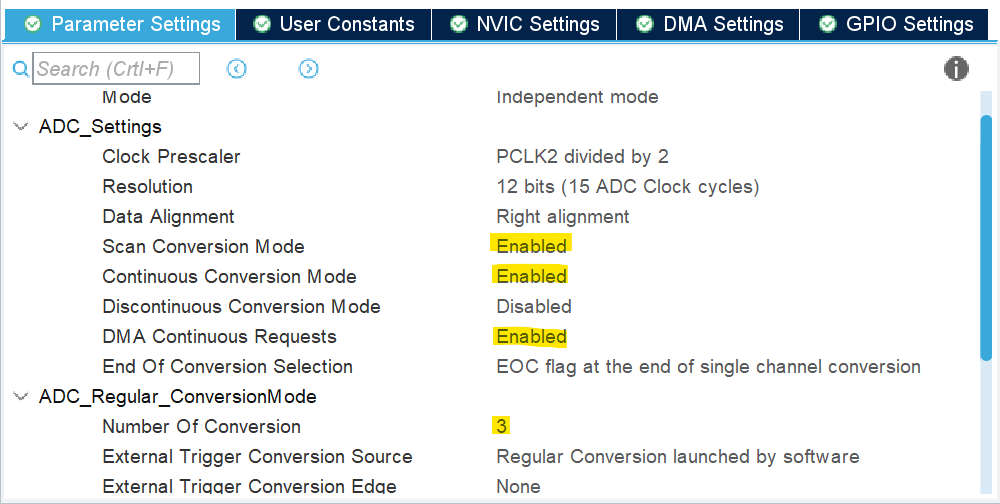 Parameter Settings User Constants NVIC Settings DMA Settings GPIO Settings
Search (Crtl+F)
Mode Independent mode
ADC_Settings
Clock Prescaler PCLK2 divided by 2
Resolution 12 bits (15 ADC Clock cycles)
Data Alignment Right alignment
Scan Conversion Mode Enabled
Continuous Conversion Mode Enabled
Discontinuous Conversion Mode Disabled
DMA Continuous Requests Enabled
End Of Conversion Selection EOC flag at the end of single channel conversion
ADC_Regular_ConversionMode
Number Of Conversion 3
External Trigger Conversion Source Regular Conversion launched by software
External Trigger Conversion Edge None